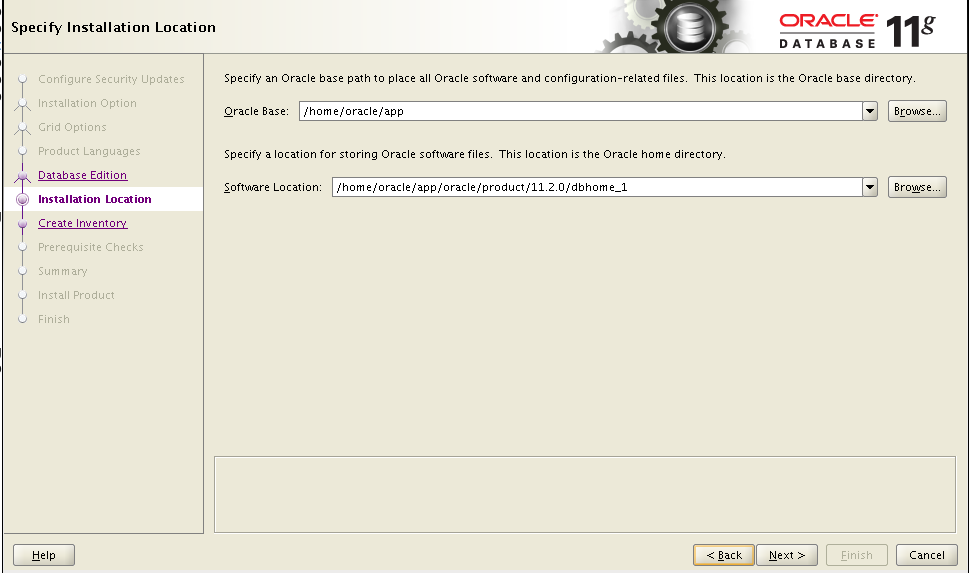 Specify Installation Location
ORACLE 11g
DATABASE
Configure Security Updates
Installation Option
Grid Options
Product Languages
Database Edition
Installation Location
Create Inventory
Prerequisite Checks
Summary
Install Product
Finish
Specify an Oracle base path to place all Oracle software and configuration-related files. This location is the Oracle base directory.
Oracle Base: /home/oracle/app Browse...
Specify a location for storing Oracle software files. This location is the Oracle home directory.
Software Location: /home/oracle/app/oracle/product/11.2.0/dbhome_1 Browse...
Help < Back Next > Finish Cancel